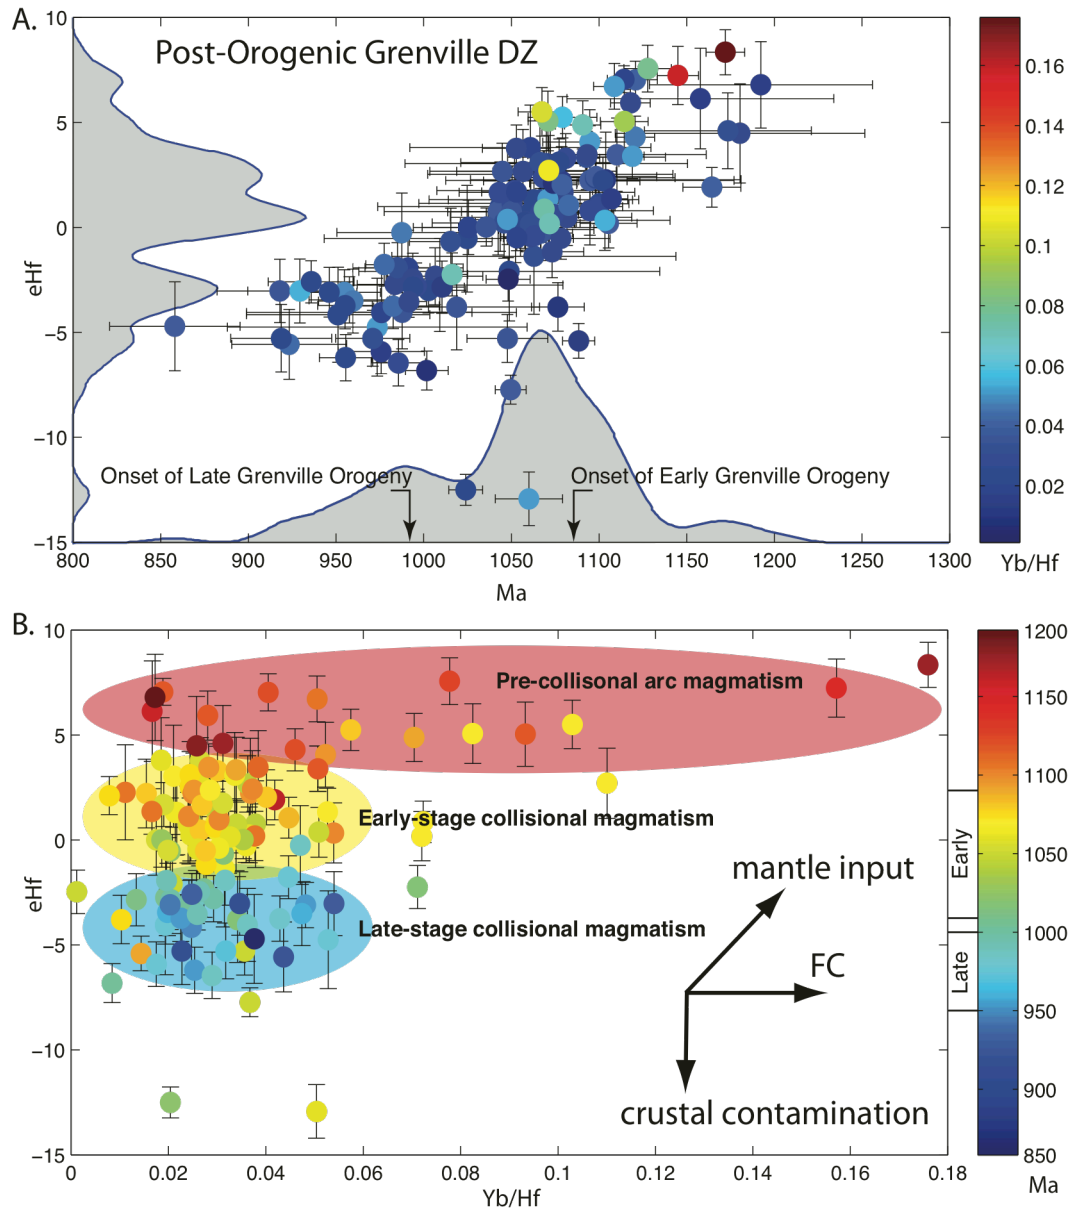 A.
Post-Orogenic Grenville DZ
10
5
0
−5
−10
−15
eHf
Onset of Late Grenville Orogeny
Onset of Early Grenville Orogeny
800
850
900
950
1000
1050
1100
1150
1200
1250
1300
Ma
0.16
0.14
0.12
0.1
0.08
0.06
0.04
0.02
Yb/Hf
B.
10
5
0
−5
−10
−15
eHf
Pre-collisonal arc magmatism
Early-stage collisional magmatism
Late-stage collisional magmatism
mantle input
FC
crustal contamination
0
0.02
0.04
0.06
0.08
0.1
0.12
0.14
0.16
0.18
Yb/Hf
Early
Late
1200
1150
1100
1050
1000
950
900
850
Ma